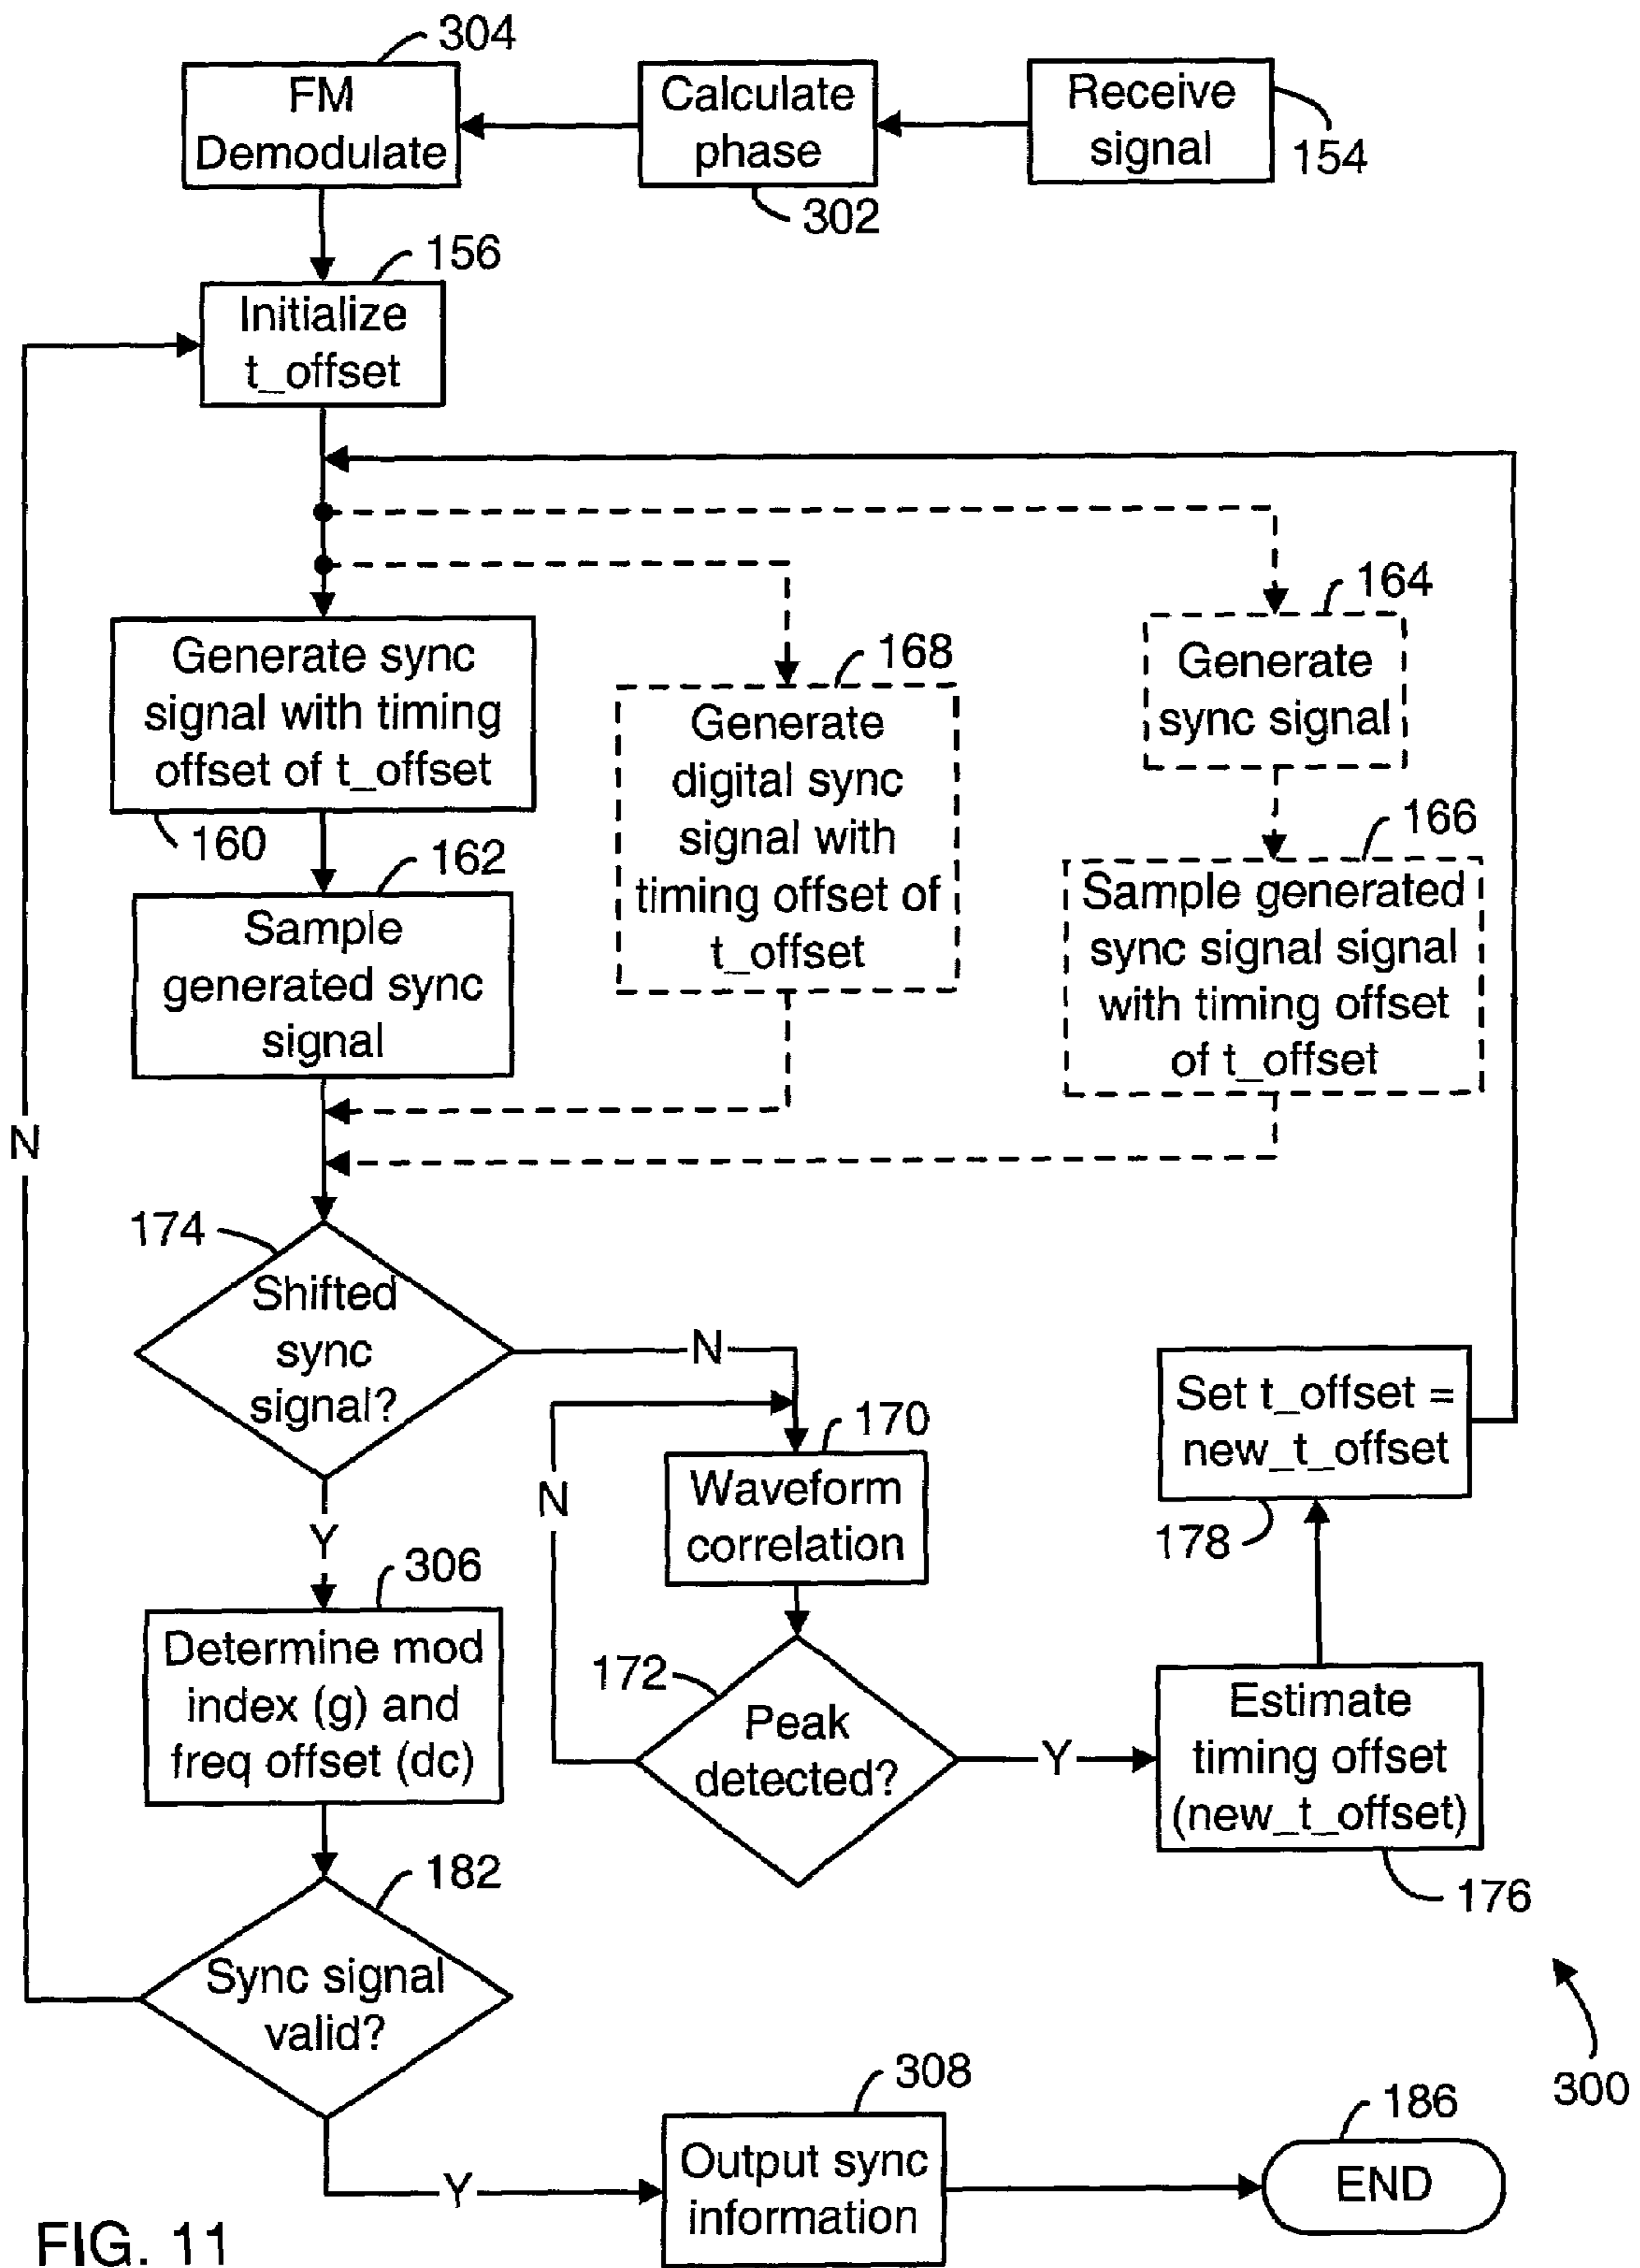 304
FM
Demodulate
Calculate
phase
302
Receive
signal
154
156
Initialize
t_offset
164
Generate
sync signal
168
Generate
digital sync
signal with
timing offset of
t_offset
Generate sync
signal with timing
offset of t_offset
160
162
Sample
generated sync
signal
166
Sample generated
sync signal signal
with timing offset
of t_offset
N
174
Shifted
sync
signal?
N
Y
170
Waveform
correlation
N
172
Peak
detected?
Y
Set t_offset =
new_t_offset
178
Estimate
timing offset
(new_t_offset)
176
306
Determine mod
index (g) and
freq offset (dc)
182
Sync signal
valid?
Y
308
Output sync
information
186
END
300
FIG. 11